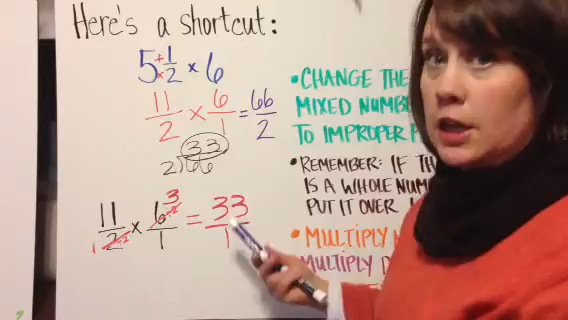 Here's a shortcut:
5 1/2 × 6
+
×
11/2 × 6/1 = 66/2
33
2)66
11/2 × 6/1 = 33/1
3
1
• CHANGE THE
MIXED NUMB
TO IMPROPER
• REMEMBER: IF TH
IS A WHOLE NUM
PUT IT OVER 1
• MULTIPLY
MULTIPLY D